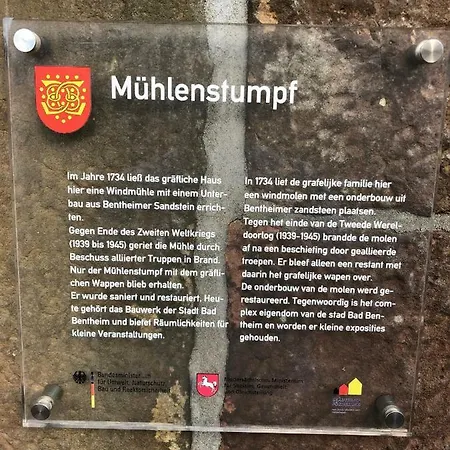 Mühlenstumpf
Im Jahre 1734 ließ das gräfliche Haus
hier eine Windmühle mit einem Unter-
bau aus Bentheimer Sandstein errich-
ten.
Gegen Ende des Zweiten Weltkriegs
(1939 bis 1945) geriet die Mühle durch
Beschuss alliierter Truppen in Brand.
Nur der Mühlenstumpf mit dem gräfli-
chen Wappen blieb erhalten.
Er wurde saniert und restauriert. Heu-
te gehört das Bauwerk der Stadt Bad
Bentheim und bietet Räumlichkeiten für
kleine Veranstaltungen.
In 1734 liet de grafelijke familie hier
een windmolen met een onderbouw uit
Bentheimer zandsteen plaatsen.
Tegen het einde van de Tweede Werel-
doorlog (1939-1945) brandde de molen
af na een beschieting door geallieerde
troepen. Er bleef alleen een restant met
daarin het grafelijke wapen over.
De onderbouw van de molen werd ge-
restaureerd. Tegenwoordig is het com-
plex eigendom van de stad Bad Ben-
theim en worden er kleine exposities
gehouden.
Bundesministerium
für Umwelt, Naturschutz,
Bau und Reaktorsicherheit